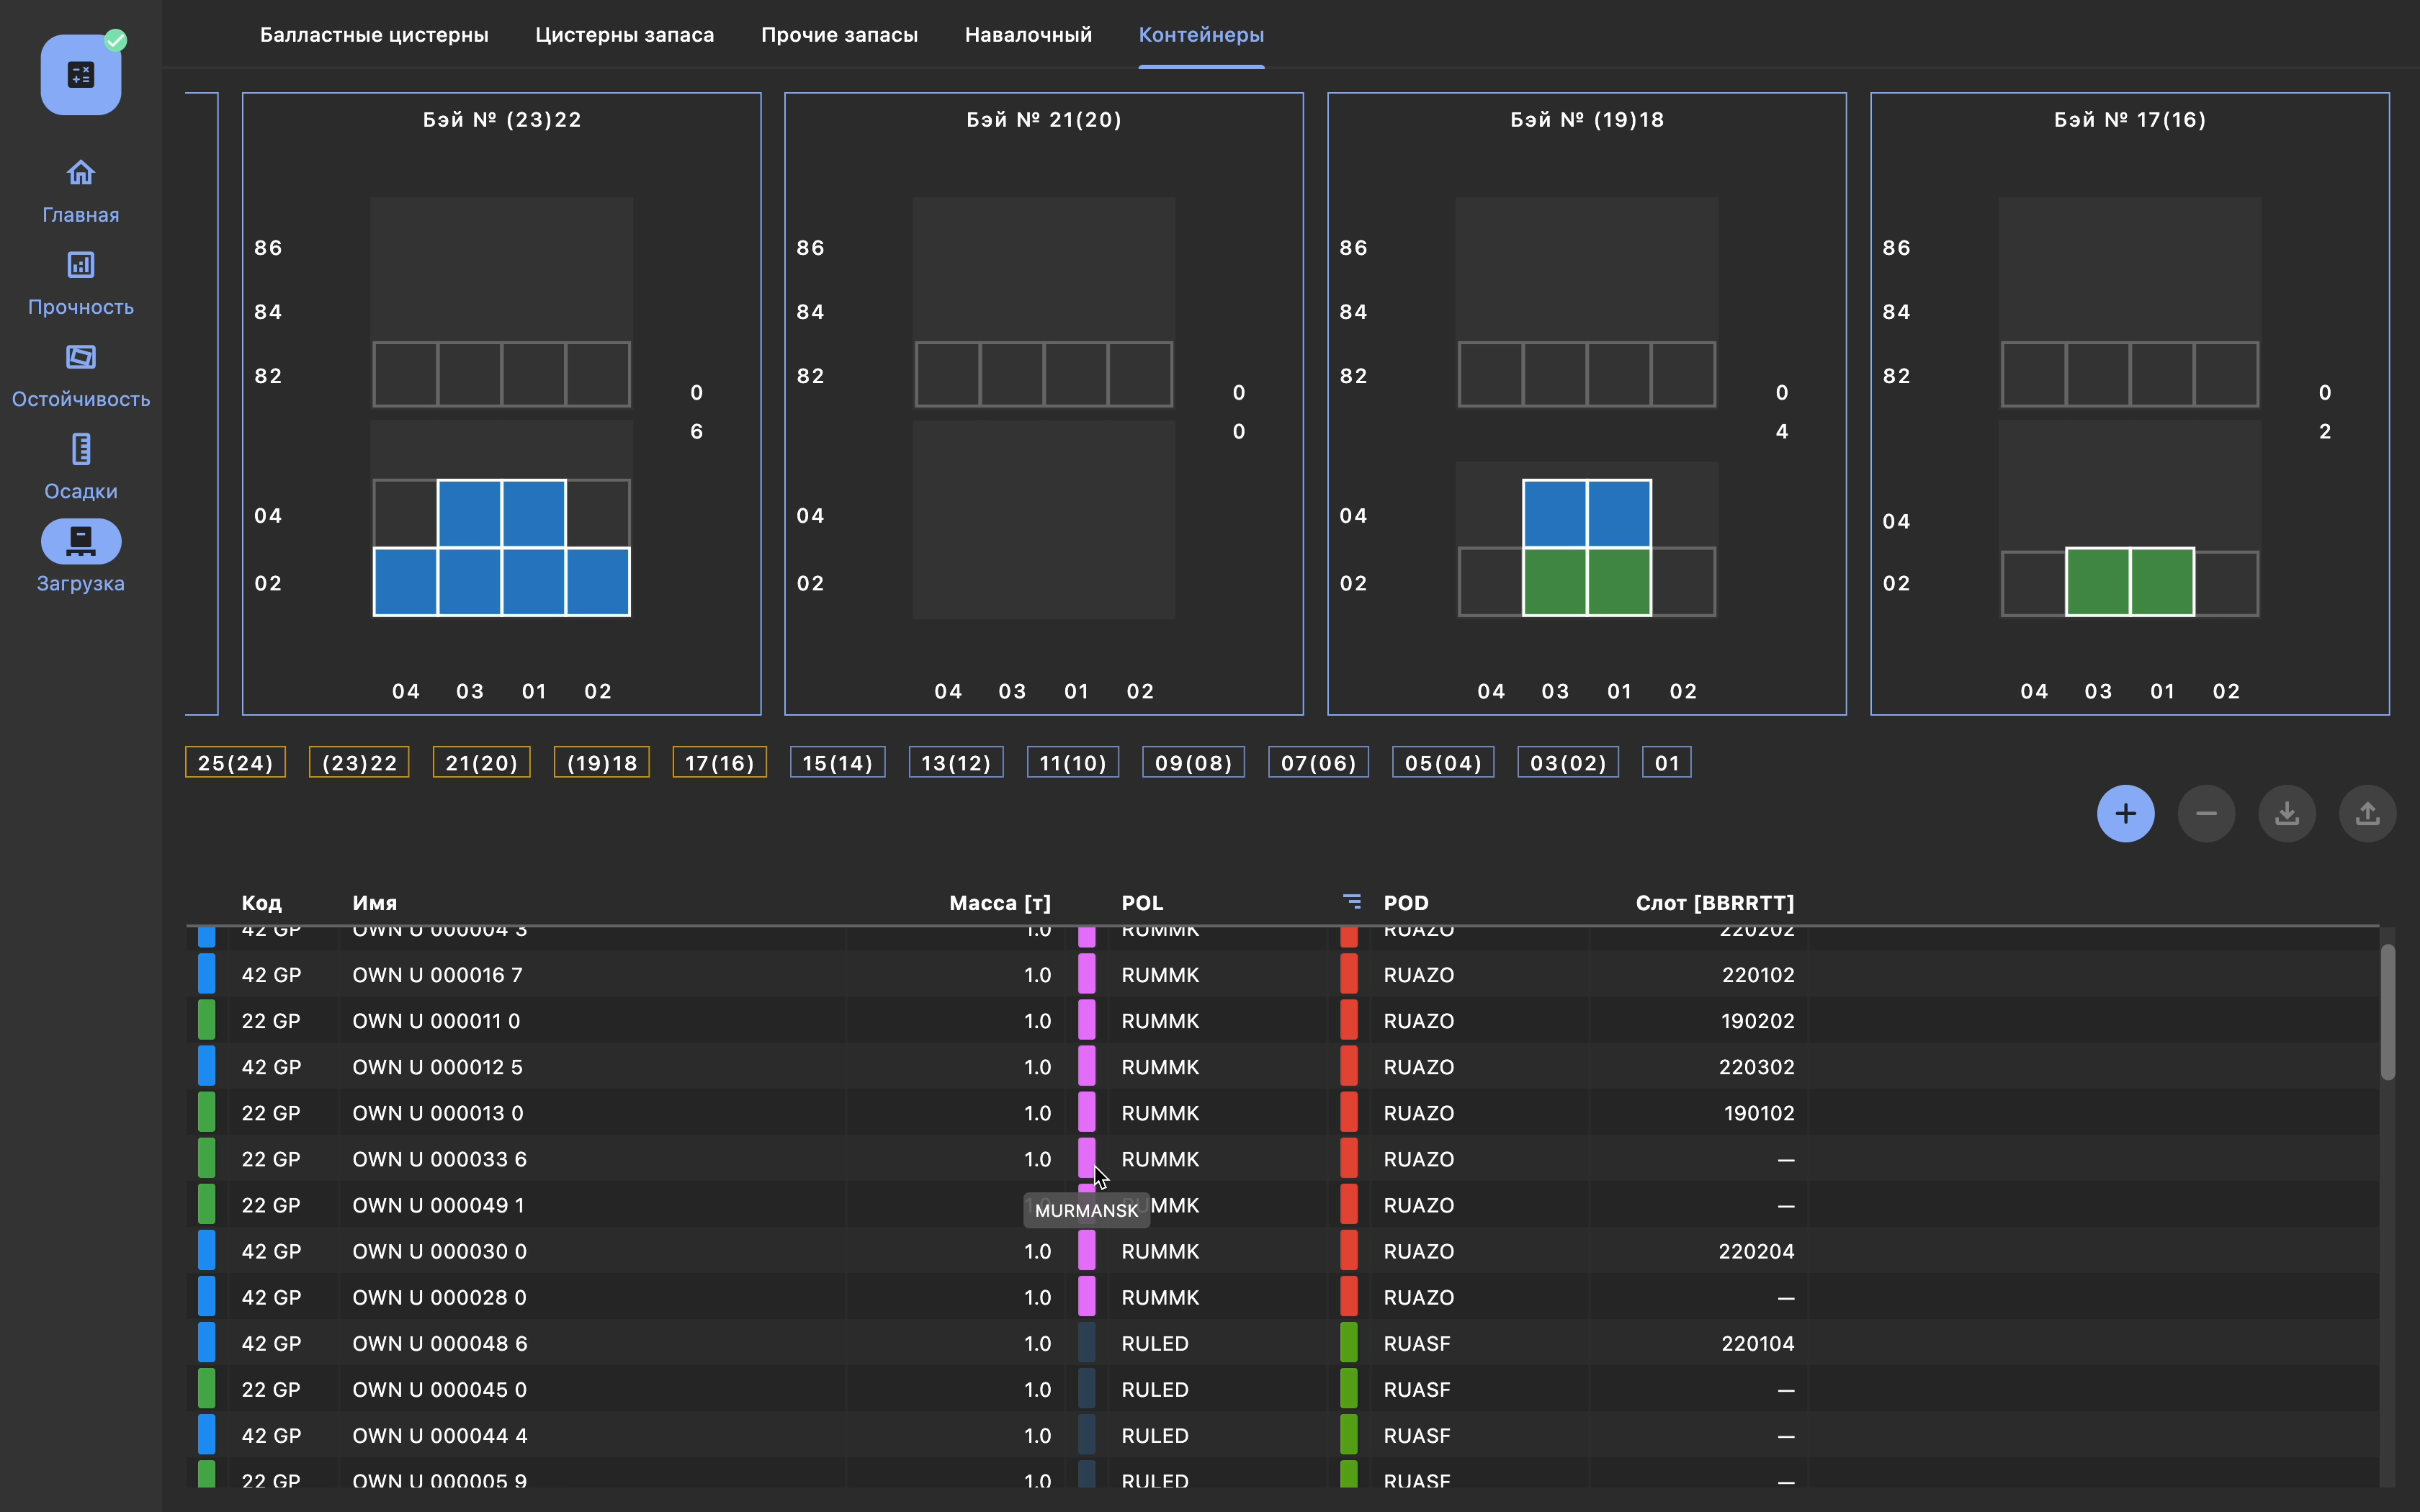 Балластные цистерны Цистерны запаса Прочие запасы Навалочный Контейнеры
Главная
Прочность
Остойчивость
Осадки
Загрузка
Бэй № (23)22
86
84
82
0
6
04
02
04 03 01 02
Бэй № 21(20)
86
84
82
0
0
04
02
04 03 01 02
Бэй № (19)18
86
84
82
0
4
04
02
04 03 01 02
Бэй № 17(16)
86
84
82
0
2
04
02
04 03 01 02
25(24) (23)22 21(20) (19)18 17(16) 15(14) 13(12) 11(10) 09(08) 07(06) 05(04) 03(02) 01
Код Имя Масса [т] POL POD Слот [BBRRTT]
42 GP OWN U 000004 3 1.0 RUMMK RUAZO 220202
42 GP OWN U 000016 7 1.0 RUMMK RUAZO 220102
22 GP OWN U 000011 0 1.0 RUMMK RUAZO 190202
42 GP OWN U 000012 5 1.0 RUMMK RUAZO 220302
22 GP OWN U 000013 0 1.0 RUMMK RUAZO 190102
22 GP OWN U 000033 6 1.0 RUMMK RUAZO —
22 GP OWN U 000049 1 1.0 RUMMK RUAZO —
MURMANSK
42 GP OWN U 000030 0 1.0 RUMMK RUAZO 220204
42 GP OWN U 000028 0 1.0 RUMMK RUAZO —
42 GP OWN U 000048 6 1.0 RULED RUASF 220104
22 GP OWN U 000045 0 1.0 RULED RUASF —
42 GP OWN U 000044 4 1.0 RULED RUASF —
22 GP OWN U 000005 9 1.0 RULED RUASF —